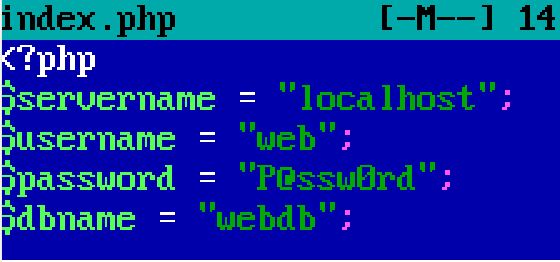 index.php [-M--] 14
<?php
$servername = "localhost";
$username = "web";
$password = "P@ssw0rd";
$dbname = "webdb";